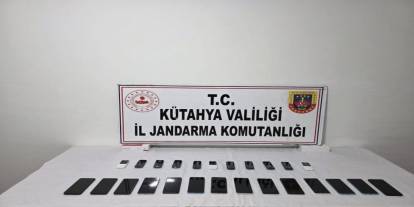 T.C.
KÜTAHYA VALİLİĞİ
İL JANDARMA KOMUTANLIĞI